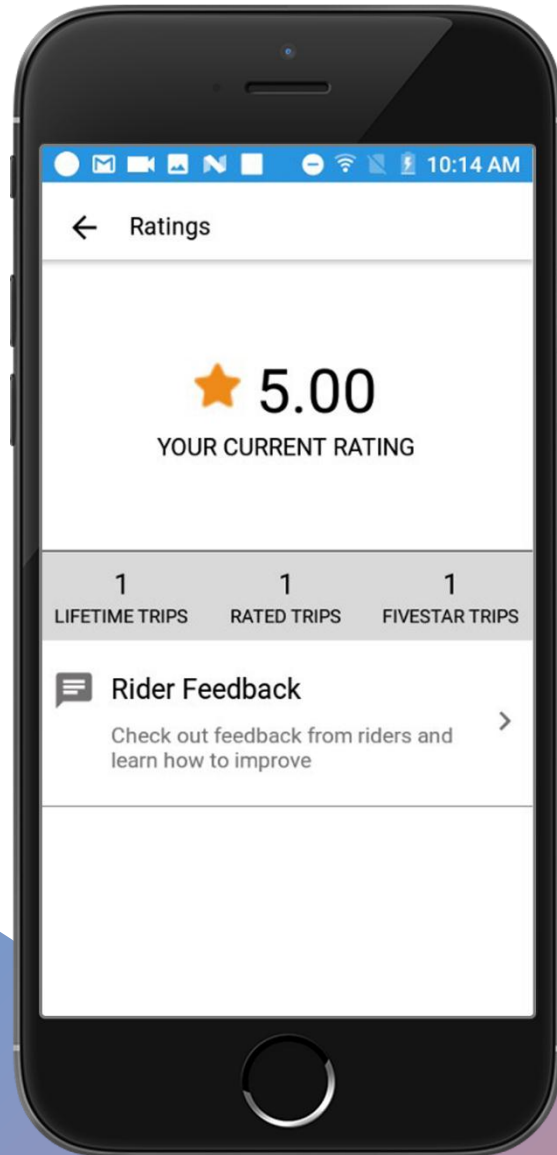 10:14 AM
Ratings
5.00
YOUR CURRENT RATING
1 1 1
LIFETIME TRIPS RATED TRIPS FIVESTAR TRIPS
Rider Feedback
Check out feedback from riders and
learn how to improve